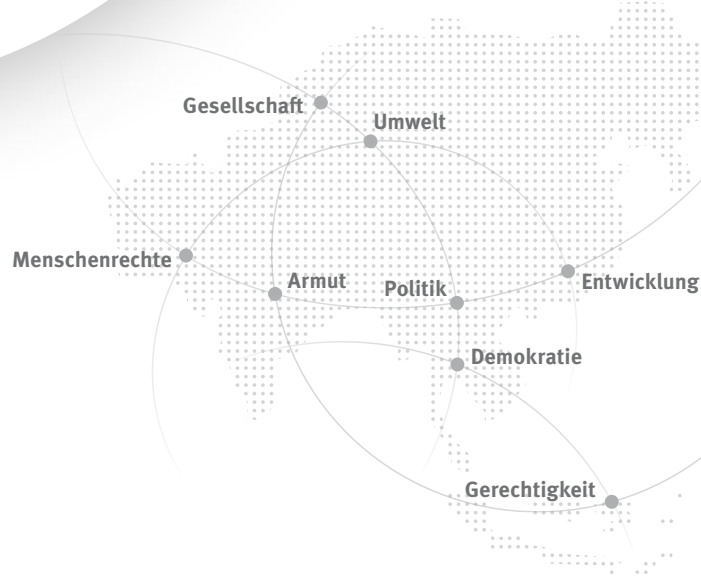 Gesellschaft
Umwelt
Menschenrechte
Armut
Politik
Entwicklung
Demokratie
Gerechtigkeit